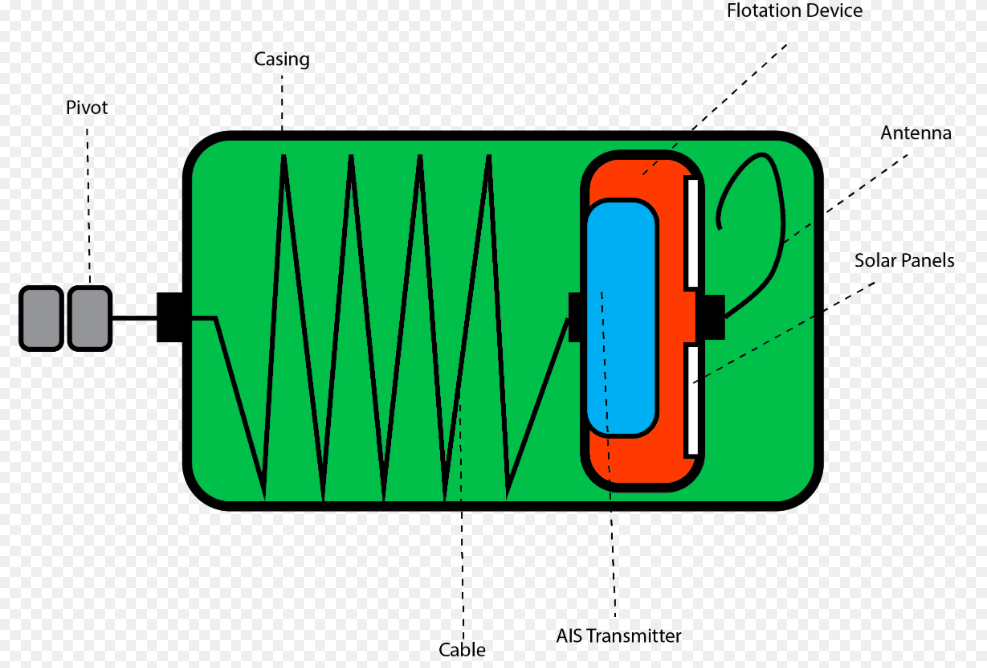 Flotation Device
Casing
Pivot
Antenna
Solar Panels
AIS Transmitter
Cable